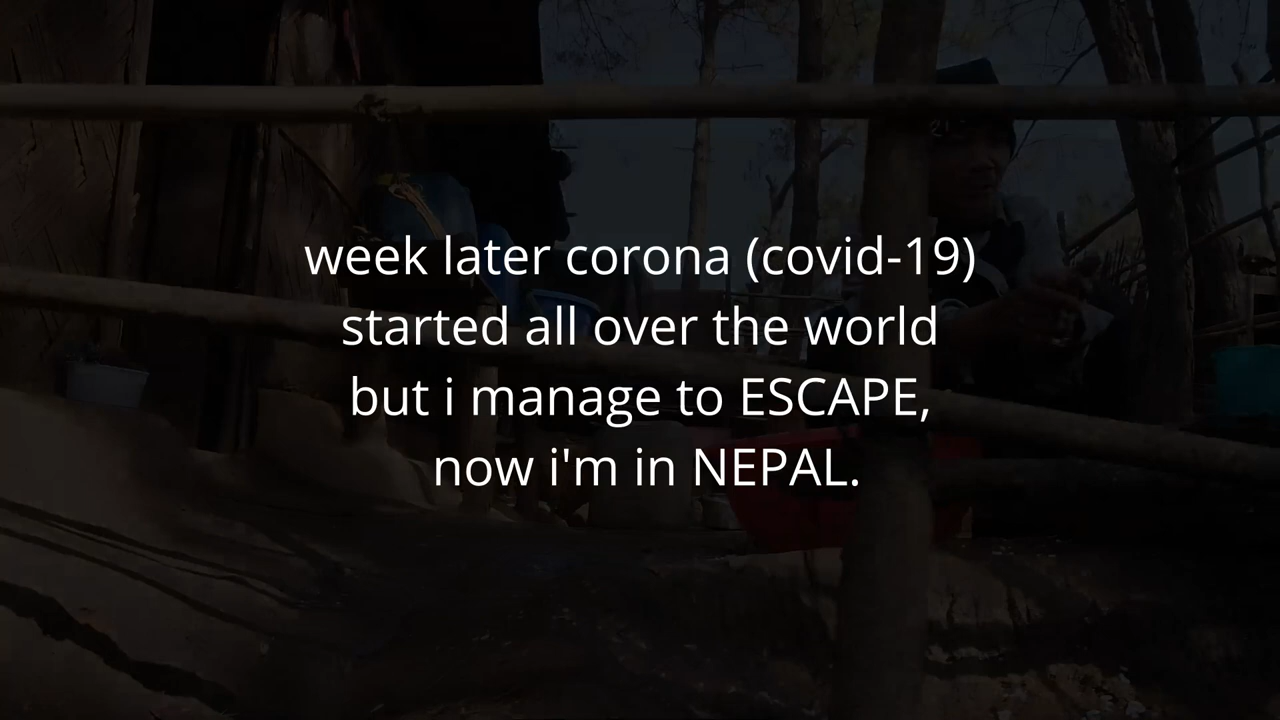 week later corona (covid-19)
started all over the world
but i manage to ESCAPE,
now i'm in NEPAL.